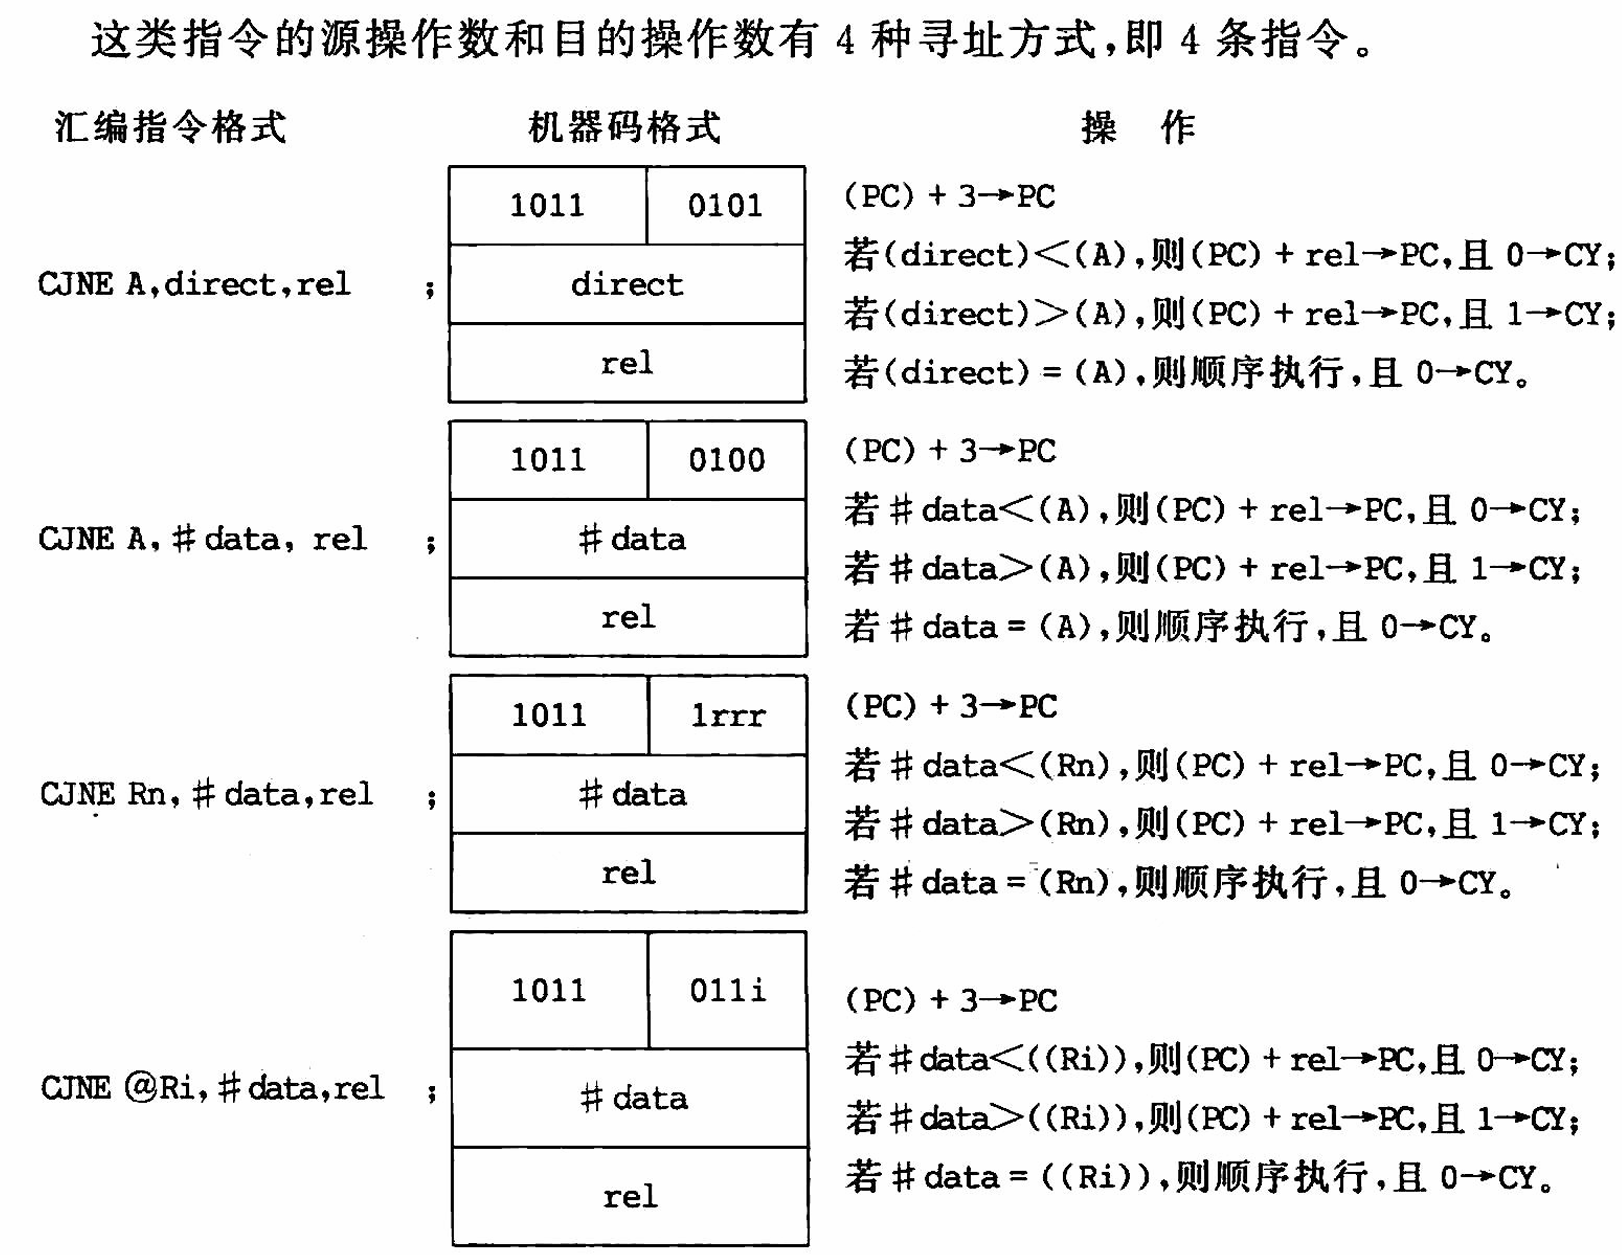 这类指令的源操作数和目的操作数有 4 种寻址方式,即 4 条指令。
汇编指令格式 机器码格式 操 作
1011 0101
direct
rel
CJNE A,direct,rel ;
(PC) + 3→PC
若(direct)<(A),则(PC) + rel→PC,且 0→CY;
若(direct)>(A),则(PC) + rel→PC,且 1→CY;
若(direct) = (A),则顺序执行,且 0→CY。
1011 0100
#data
rel
CJNE A,#data, rel ;
(PC) + 3→PC
若#data<(A),则(PC) + rel→PC,且 0→CY;
若#data>(A),则(PC) + rel→PC,且 1→CY;
若#data = (A),则顺序执行,且 0→CY。
1011 1rrr
#data
rel
CJNE Rn,#data,rel ;
(PC) + 3→PC
若#data<(Rn),则(PC) + rel→PC,且 0→CY;
若#data>(Rn),则(PC) + rel→PC,且 1→CY;
若#data = (Rn),则顺序执行,且 0→CY。
1011 011i
#data
rel
CJNE @Ri,#data,rel ;
(PC) + 3→PC
若#data<((Ri)),则(PC) + rel→PC,且 0→CY;
若#data>((Ri)),则(PC) + rel→PC,且 1→CY;
若#data = ((Ri)),则顺序执行,且 0→CY。